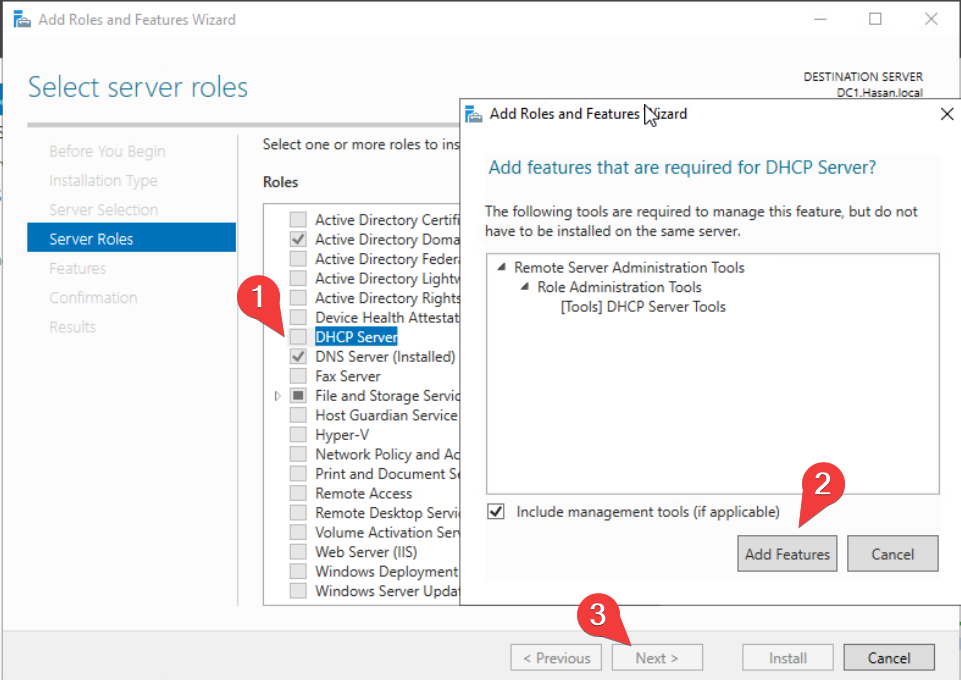 Add Roles and Features Wizard
Select server roles
DESTINATION SERVER
DC1.Hasan.local
Before You Begin
Installation Type
Server Selection
Server Roles
Features
Confirmation
Results
Select one or more roles to ins
Roles
Active Directory Certifi
Active Directory Doma
Active Directory Federa
Active Directory Lightw
Active Directory Rights
Device Health Attestat
1
DHCP Server
DNS Server (Installed)
Fax Server
File and Storage Servic
Host Guardian Service
Hyper-V
Network Policy and Ac
Print and Document Se
Remote Access
Remote Desktop Servic
Volume Activation Serv
Web Server (IIS)
Windows Deployment
Windows Server Updat
Add Roles and Features Wizard
Add features that are required for DHCP Server?
The following tools are required to manage this feature, but do not
have to be installed on the same server.
Remote Server Administration Tools
Role Administration Tools
[Tools] DHCP Server Tools
Include management tools (if applicable)
2
Add Features
Cancel
3
< Previous
Next >
Install
Cancel